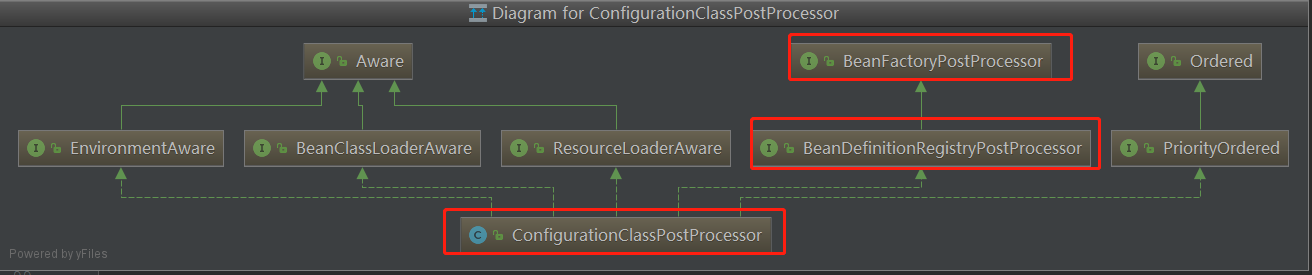 Diagram for ConfigurationClassPostProcessor
I Aware
I BeanFactoryPostProcessor
I Ordered
I EnvironmentAware
I BeanClassLoaderAware
I ResourceLoaderAware
I BeanDefinitionRegistryPostProcessor
I PriorityOrdered
C ConfigurationClassPostProcessor
Powered by yFiles